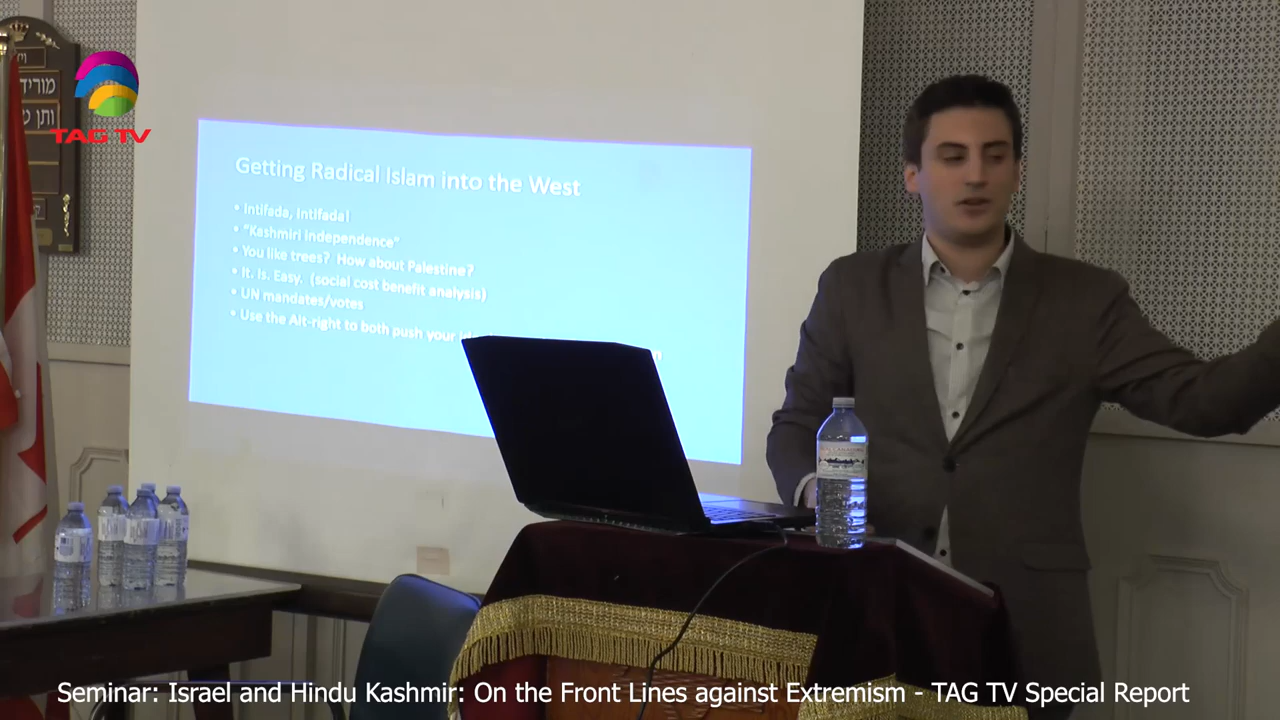 מוריד
ותן ט
TAG TV
Getting Radical Islam into the West
• Intifada, Intifada!
• "Kashmiri Independence"
• You like trees? How about Palestine?
• It. Is. Easy. (social cost benefit analysis)
• UN mandates/votes
• Use the Alt-right to both push your
Seminar: Israel and Hindu Kashmir: On the Front Lines against Extremism - TAG TV Special Report